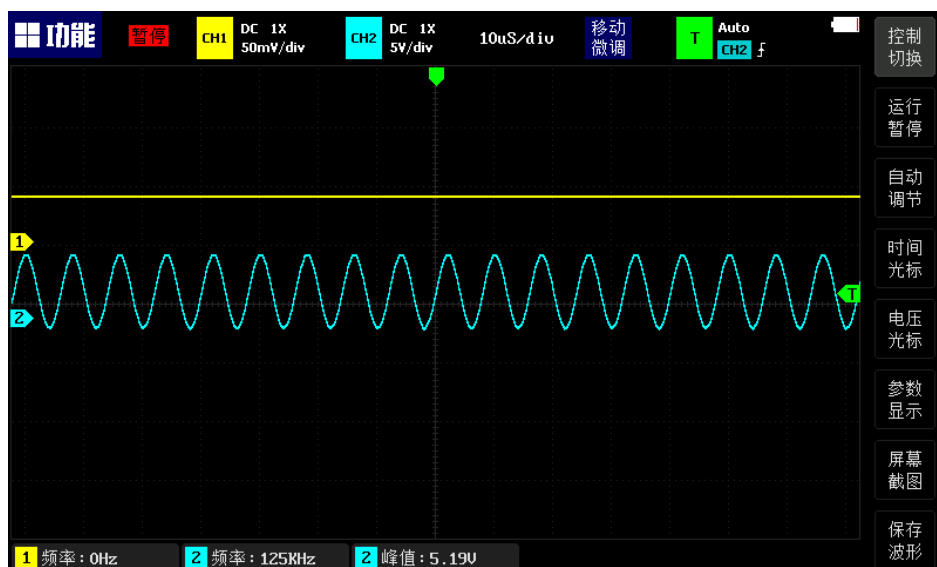 功能
暂停
CH1 DC 1X
50mV/div
CH2 DC 1X
5V/div
10uS/div
移动
微调
T Auto
CH2
控制
切换
运行
暂停
自动
调节
时间
光标
电压
光标
参数
显示
屏幕
截图
保存
波形
1
2
T
1 频率:0Hz
2 频率:125KHz
2 峰值:5.19V